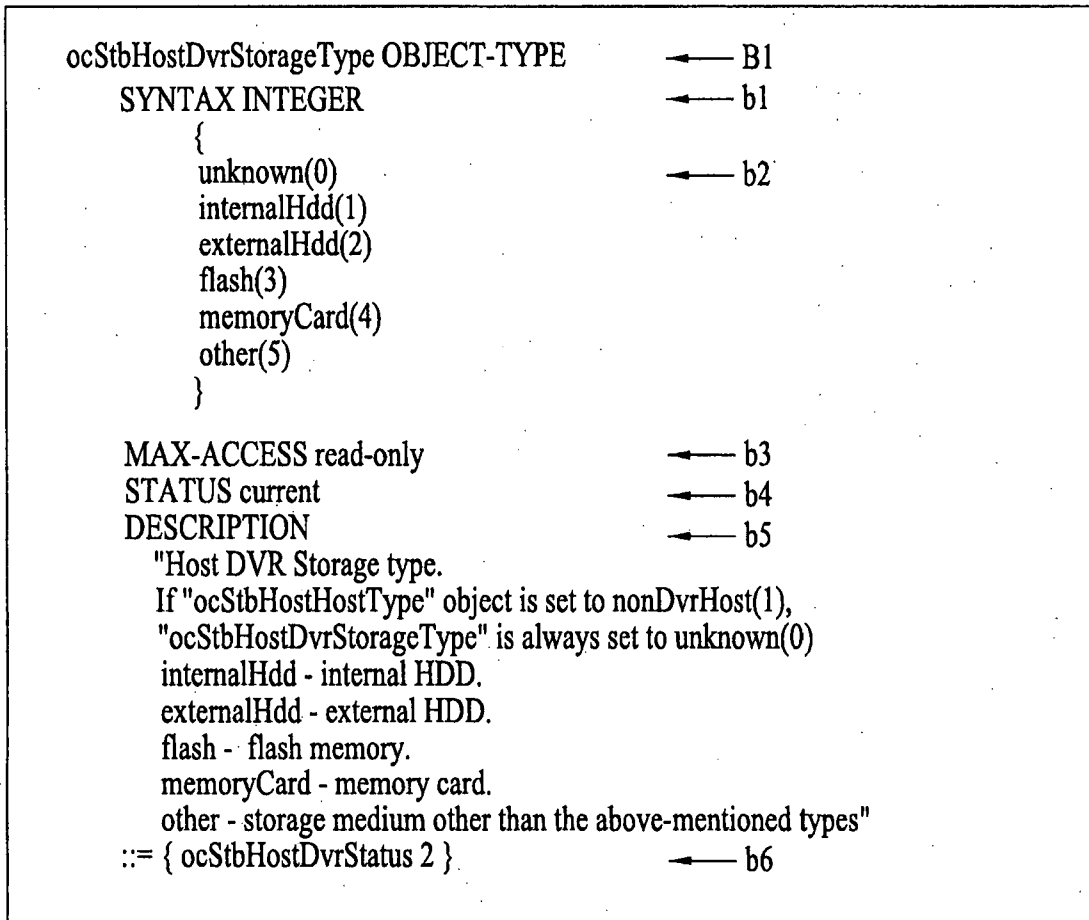 ocStbHostDvrStorageType OBJECT-TYPE B1
SYNTAX INTEGER b1
{
unknown(0) b2
internalHdd(1)
externalHdd(2)
flash(3)
memoryCard(4)
other(5)
}
MAX-ACCESS read-only b3
STATUS current b4
DESCRIPTION b5
"Host DVR Storage type.
If "ocStbHostHostType" object is set to nonDvrHost(1),
"ocStbHostDvrStorageType" is always set to unknown(0)
internalHdd - internal HDD.
externalHdd - external HDD.
flash - flash memory.
memoryCard - memory card.
other - storage medium other than the above-mentioned types"
::= { ocStbHostDvrStatus 2 } b6